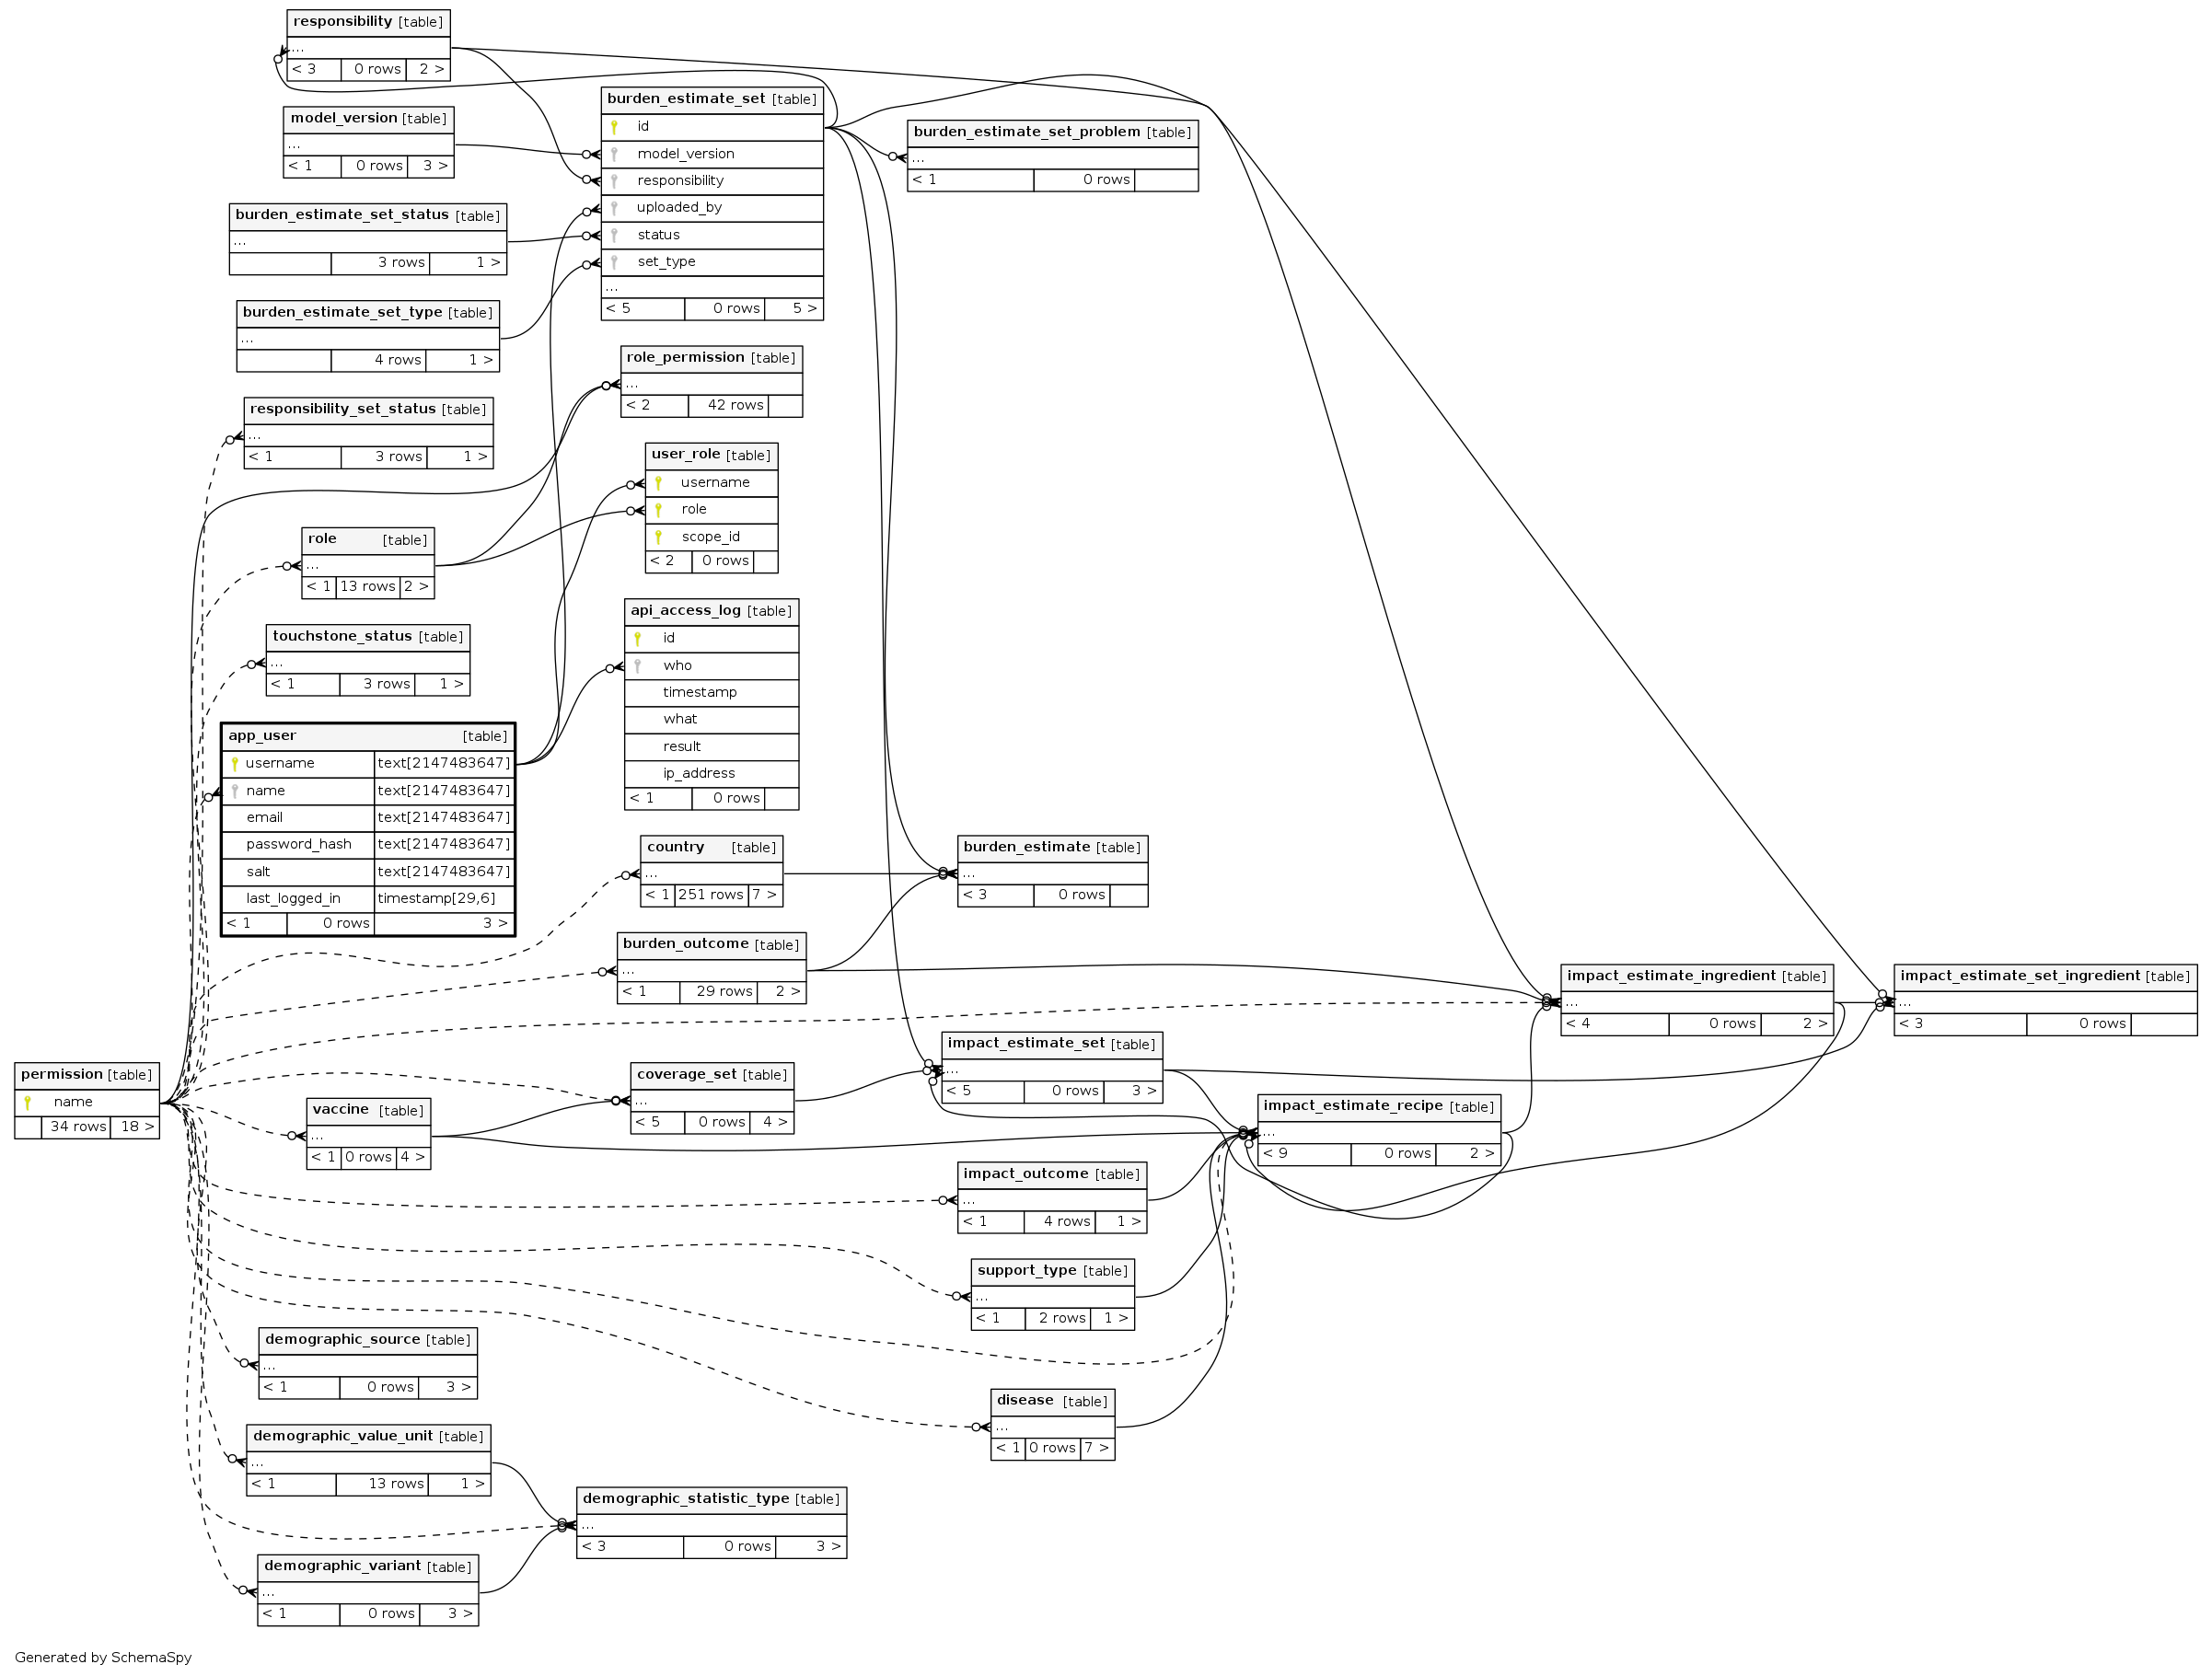 responsibility [table]
...
< 3 0 rows 2 >
model_version [table]
...
< 1 0 rows 3 >
burden_estimate_set_status [table]
...
3 rows 1 >
burden_estimate_set_type [table]
...
4 rows 1 >
responsibility_set_status [table]
...
< 1 3 rows 1 >
role [table]
...
< 1 13 rows 2 >
touchstone_status [table]
...
< 1 3 rows 1 >
app_user [table]
username text[2147483647]
name text[2147483647]
email text[2147483647]
password_hash text[2147483647]
salt text[2147483647]
last_logged_in timestamp[29,6]
< 1 0 rows 3 >
permission [table]
name
34 rows 18 >
vaccine [table]
...
< 1 0 rows 4 >
demographic_source [table]
...
< 1 0 rows 3 >
demographic_value_unit [table]
...
< 1 13 rows 1 >
demographic_variant [table]
...
< 1 0 rows 3 >
burden_estimate_set [table]
id
model_version
responsibility
uploaded_by
status
set_type
...
< 5 0 rows 5 >
role_permission [table]
...
< 2 42 rows
user_role [table]
username
role
scope_id
< 2 0 rows
api_access_log [table]
id
who
timestamp
what
result
ip_address
< 1 0 rows
country [table]
...
< 1 251 rows 7 >
burden_outcome [table]
...
< 1 29 rows 2 >
coverage_set [table]
...
< 5 0 rows 4 >
demographic_statistic_type [table]
...
< 3 0 rows 3 >
burden_estimate_set_problem [table]
...
< 1 0 rows
burden_estimate [table]
...
< 3 0 rows
impact_estimate_set [table]
...
< 5 0 rows 3 >
impact_outcome [table]
...
< 1 4 rows 1 >
support_type [table]
...
< 1 2 rows 1 >
disease [table]
...
< 1 0 rows 7 >
impact_estimate_recipe [table]
...
< 9 0 rows 2 >
impact_estimate_ingredient [table]
...
< 4 0 rows 2 >
impact_estimate_set_ingredient [table]
...
< 3 0 rows
Generated by SchemaSpy